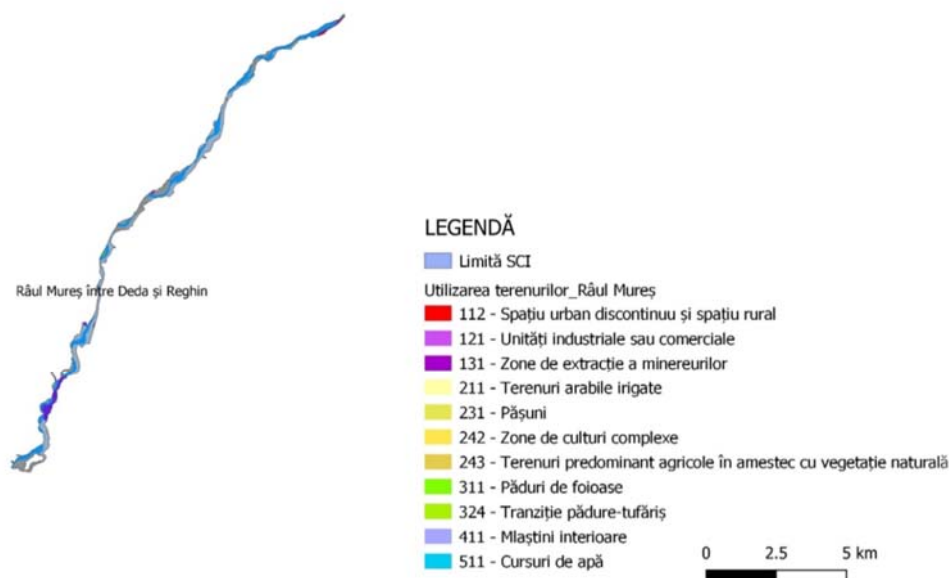 Râul Mureș între Deda și Reghin
LEGENDĂ
Limită SCI
Utilizarea terenurilor_Râul Mureș
112 - Spațiu urban discontinuu și spațiu rural
121 - Unități industriale sau comerciale
131 - Zone de extracție a minereurilor
211 - Terenuri arabile irigate
231 - Pășuni
242 - Zone de culturi complexe
243 - Terenuri predominant agricole în amestec cu vegetație naturală
311 - Păduri de foioase
324 - Tranziție pădure-tufăriș
411 - Mlaștini interioare
511 - Cursuri de apă
0 2.5 5 km